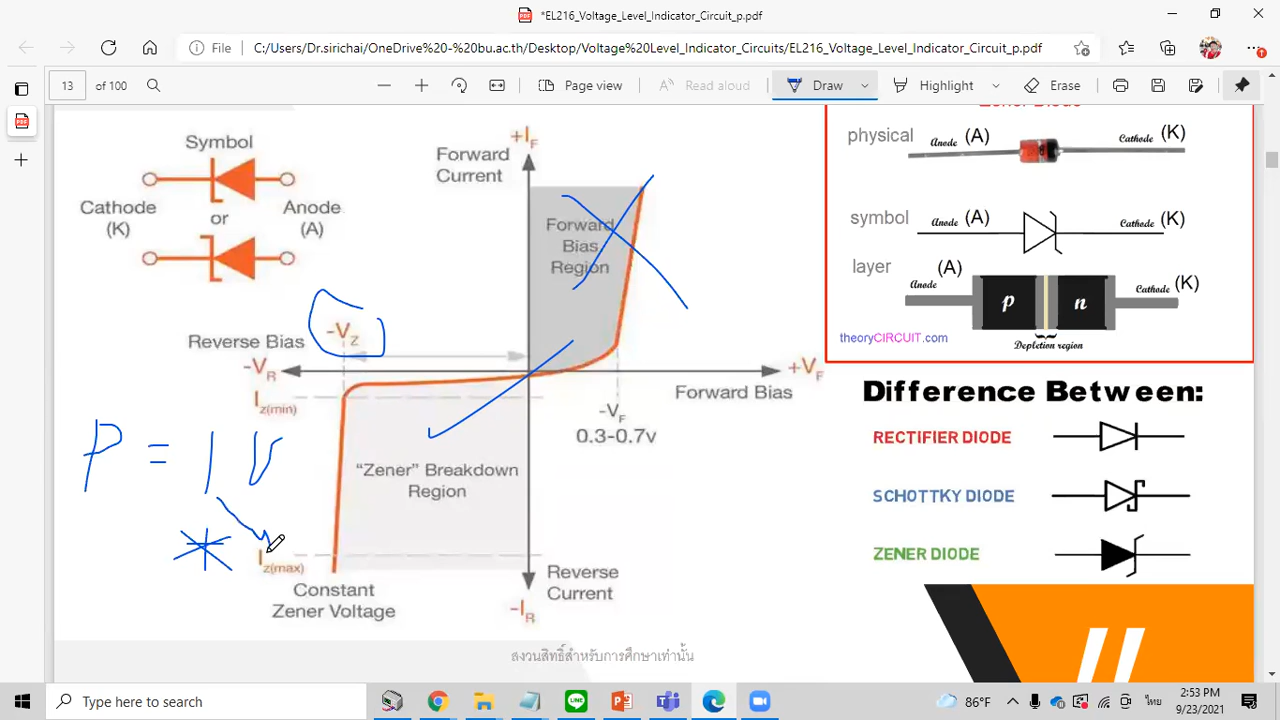 *EL216_Voltage_Level_Indicator_Circuit_p.pdf
File C:/Users/Dr.sirichai/OneDrive%20-%20bu.ac.th/Desktop/Voltage%20Level_Indicator_Circuits/EL216_Voltage_Level_Indicator_Circuit_p.pdf
13 of 100 Page view Read aloud Draw Highlight Erase
Symbol
Cathode (K) or Anode (A)
+IF
Forward Current
Forward Bias Region
-VZ
Reverse Bias
-VR
+VF
Forward Bias
Iz(min)
-VF
0.3-0.7v
P = IV
"Zener" Breakdown Region
*
Iz(max)
Constant Zener Voltage
Reverse Current
-IR
Zener Diode
physical Anode (A) Cathode (K)
symbol Anode (A) Cathode (K)
layer Anode (A) p n Cathode (K)
theoryCIRCUIT.com
Depletion region
Difference Between:
RECTIFIER DIODE
SCHOTTKY DIODE
ZENER DIODE
สงวนสิทธิ์สำหรับการศึกษาเท่านั้น
Type here to search
86°F
ไทย
2:53 PM
9/23/2021